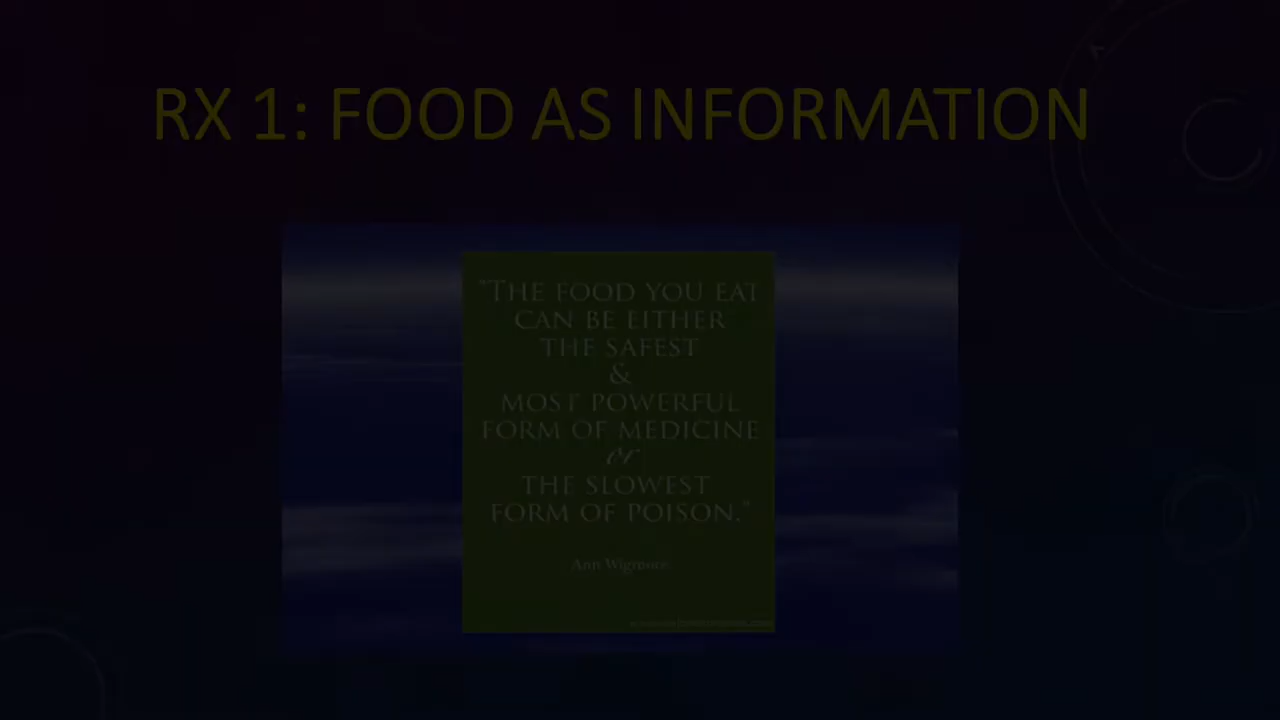 RX 1: FOOD AS INFORMATION
"THE FOOD YOU EAT
CAN BE EITHER
THE SAFEST
&
MOST POWERFUL
FORM OF MEDICINE
or
THE SLOWEST
FORM OF POISON."
Ann Wigmore